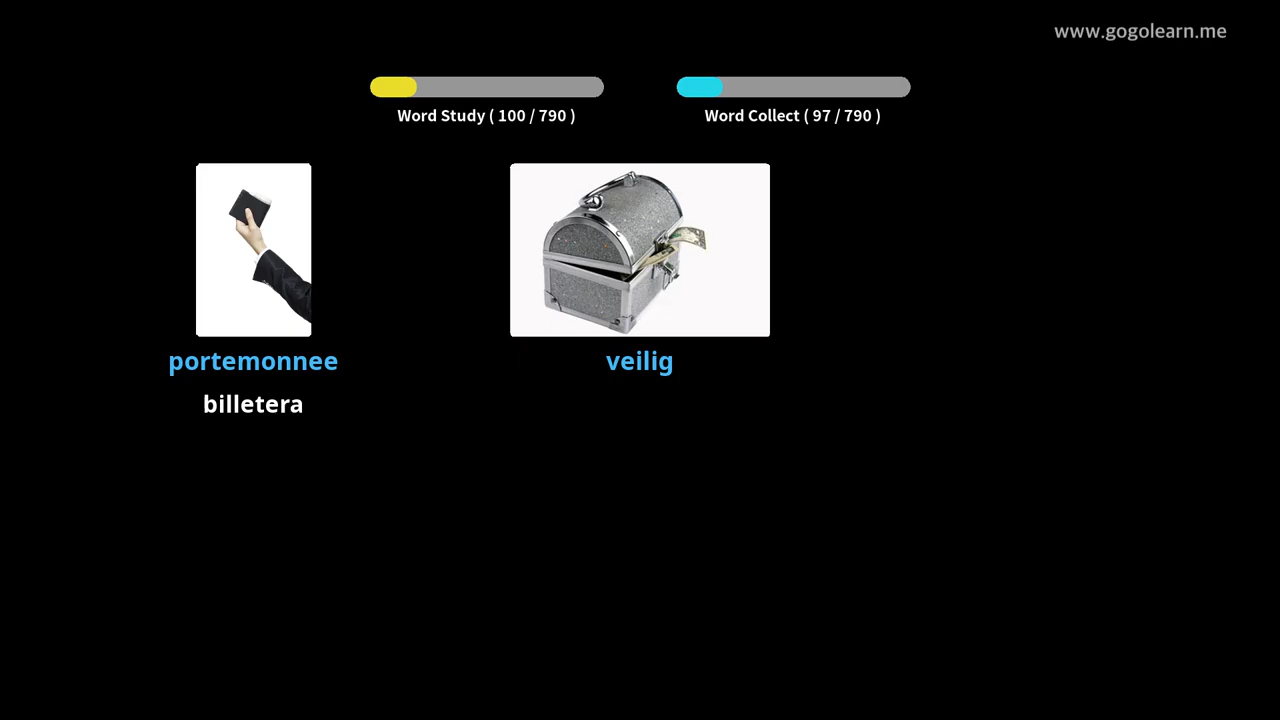 www.gogolearn.me
Word Study ( 100 / 790 )
Word Collect ( 97 / 790 )
portemonnee
veilig
billetera